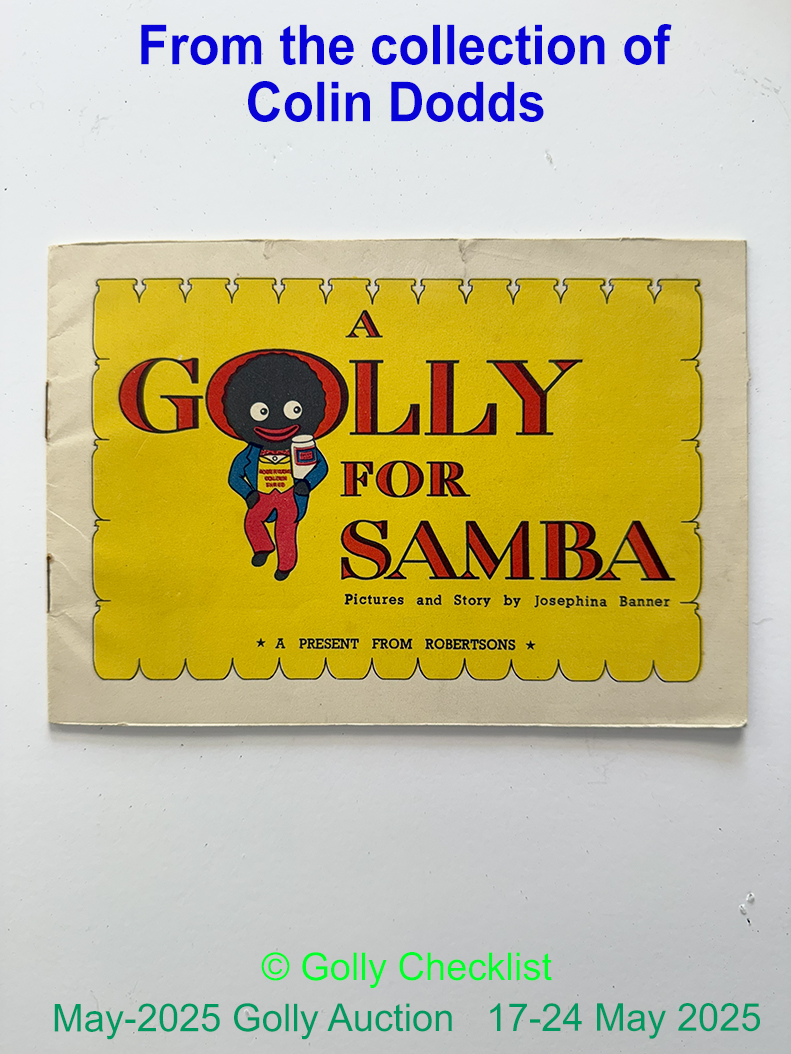 From the collection of
Colin Dodds
A
GOLLY
FOR
SAMBA
Pictures and Story by Josephina Banner
★ A PRESENT FROM ROBERTSONS ★
© Golly Checklist
May-2025 Golly Auction 17-24 May 2025